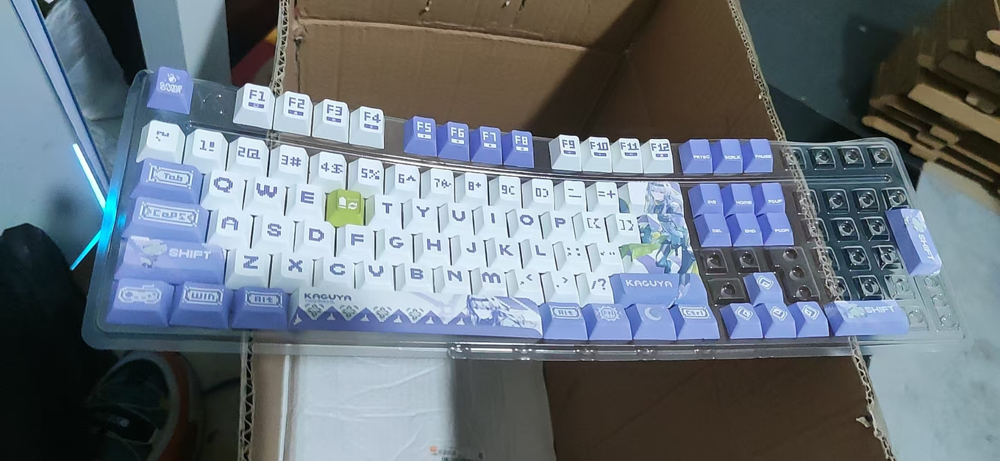 F1 F2 F3 F4 F5 F6 F7 F8 F9 F10 F11 F12 PRTSC SCRLK PAUSE
1! 2@ 3# 4 5% 6^ 7& 8* 9( 0) -_ =+ INS HOME PGUP
Tab Q W E T Y U I O P [{ ]} DEL END PGDN
Caps A S D F G H J K L ;: '" SHIFT
SHIFT Z X C V B N M ,< .> /? KAGUYA
Ctrl Win Alt KAGUYA Alt FN Ctrl SHIFT